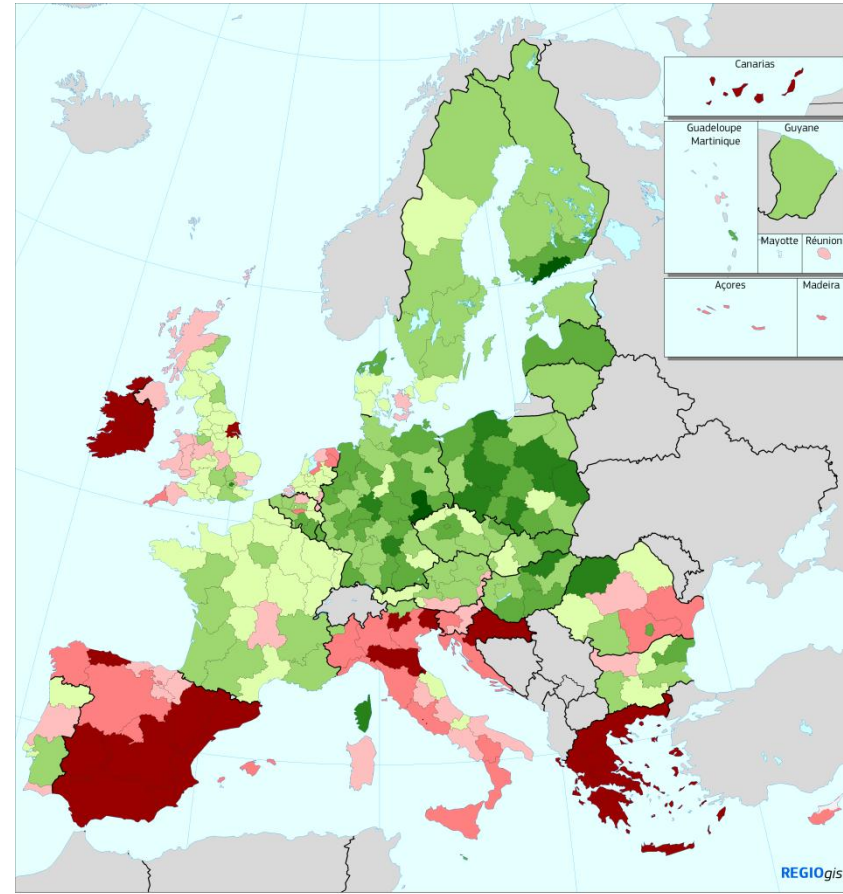 Canarias
Guadeloupe
Martinique
Guyane
Mayotte
Réunion
Açores
Madeira
REGIOgis